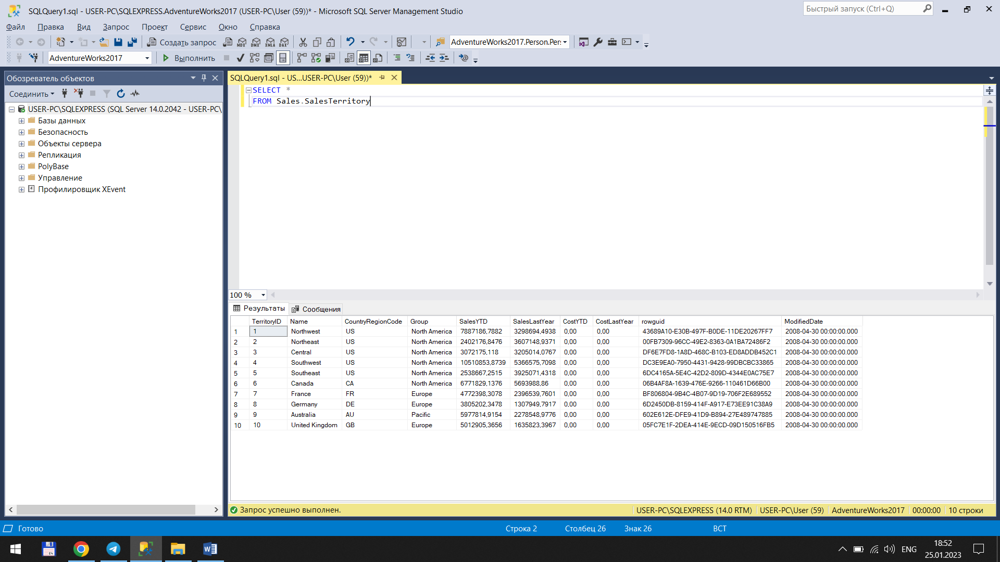 SQLQuery1.sql - USER-PC\SQLEXPRESS.AdventureWorks2017 (USER-PC\User (59))* - Microsoft SQL Server Management Studio
Быстрый запуск (Ctrl+Q)
Файл Правка Вид Запрос Проект Сервис Окно Справка
Создать запрос MDX DMX XMLA DAX AdventureWorks2017.Person.Per:
AdventureWorks2017 Выполнить
Обозреватель объектов
SQLQuery1.sql - US...USER-PC\User (59))*
Соединить
USER-PC\SQLEXPRESS (SQL Server 14.0.2042 - USER-PC\
Базы данных
Безопасность
Объекты сервера
Репликация
PolyBase
Управление
Профилировщик XEvent
SELECT *
FROM Sales.SalesTerritory
100 %
Результаты Сообщения
TerritoryID Name CountryRegionCode Group SalesYTD SalesLastYear CostYTD CostLastYear rowguid ModifiedDate
1 1 Northwest US North America 7887186,7882 3298694,4938 0,00 0,00 43689A10-E30B-497F-B0DE-11DE20267FF7 2008-04-30 00:00:00.000
2 2 Northeast US North America 2402176,8476 3607148,9371 0,00 0,00 00FB7309-96CC-49E2-8363-0A1BA72486F2 2008-04-30 00:00:00.000
3 3 Central US North America 3072175,118 3205014,0767 0,00 0,00 DF6E7FD8-1A8D-468C-B103-ED8ADDB452C1 2008-04-30 00:00:00.000
4 4 Southwest US North America 10510853,8739 5366575,7098 0,00 0,00 DC3E9EA0-7950-4431-9428-99DBCBC33865 2008-04-30 00:00:00.000
5 5 Southeast US North America 2538667,2515 3925071,4318 0,00 0,00 6DC4165A-5E4C-42D2-809D-4344E0AC75E7 2008-04-30 00:00:00.000
6 6 Canada CA North America 6771829,1376 5693988,86 0,00 0,00 06B4AF8A-1639-476E-9266-110461D66B00 2008-04-30 00:00:00.000
7 7 France FR Europe 4772398,3078 2396539,7601 0,00 0,00 BF806804-9B4C-4B07-9D19-706F2E689552 2008-04-30 00:00:00.000
8 8 Germany DE Europe 3805202,3478 1307949,7917 0,00 0,00 6D2450DB-8159-414F-A917-E73EE91C38A9 2008-04-30 00:00:00.000
9 9 Australia AU Pacific 5977814,9154 2278548,9776 0,00 0,00 602E612E-DFE9-41D9-B894-27E489747885 2008-04-30 00:00:00.000
10 10 United Kingdom GB Europe 5012905,3656 1635823,3967 0,00 0,00 05FC7E1F-2DEA-414E-9ECD-09D150516FB5 2008-04-30 00:00:00.000
Запрос успешно выполнен. USER-PC\SQLEXPRESS (14.0 RTM) USER-PC\User (59) AdventureWorks2017 00:00:00 10 строки
Готово Строка 2 Столбец 26 Знак 26 ВСТ
64 ENG 18:52
25.01.2023